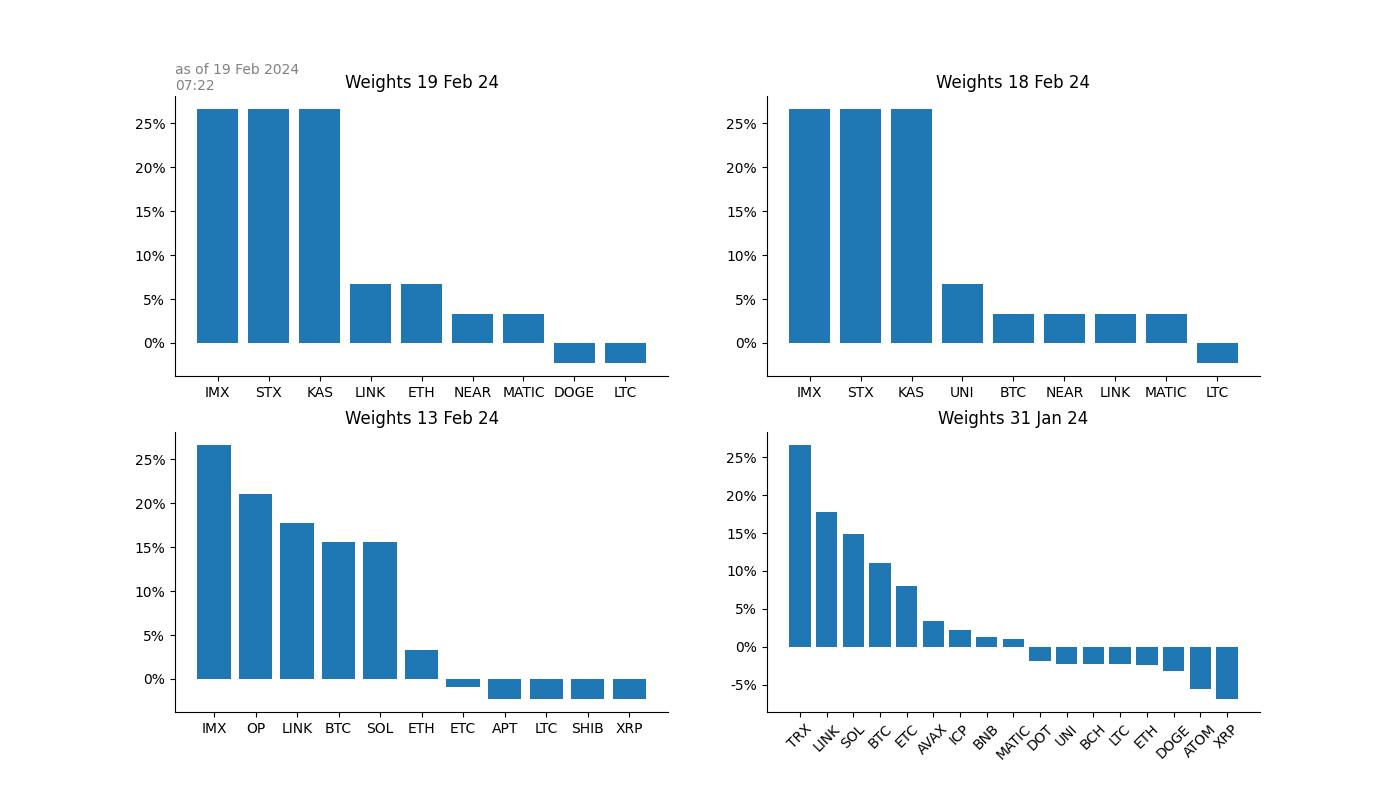 as of 19 Feb 2024
07:22
Weights 19 Feb 24
25%
20%
15%
10%
5%
0%
IMX STX KAS LINK ETH NEAR MATIC DOGE LTC
Weights 18 Feb 24
25%
20%
15%
10%
5%
0%
IMX STX KAS UNI BTC NEAR LINK MATIC LTC
Weights 13 Feb 24
25%
20%
15%
10%
5%
0%
IMX OP LINK BTC SOL ETH ETC APT LTC SHIB XRP
Weights 31 Jan 24
25%
20%
15%
10%
5%
0%
-5%
TRX LINK SOL BTC ETC AVAX ICP BNB MATIC DOT UNI BCH LTC ETH DOGE ATOM XRP